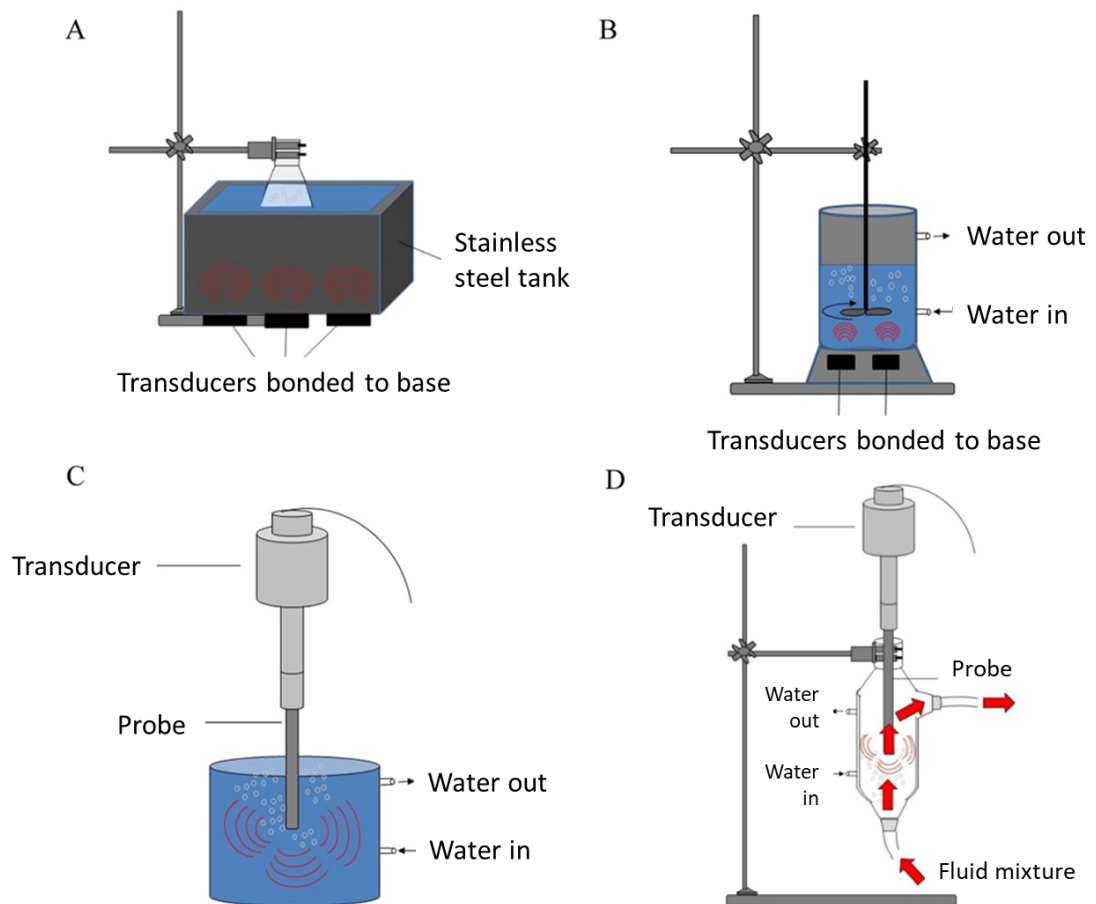 A
Stainless
steel tank
Transducers bonded to base
B
Water out
Water in
Transducers bonded to base
C
Transducer
Probe
Water out
Water in
D
Transducer
Probe
Water
out
Water
in
Fluid mixture